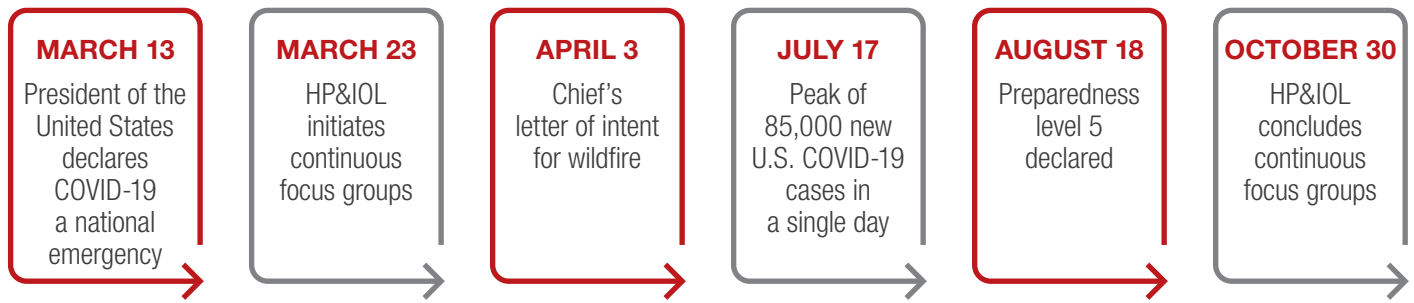 MARCH 13
President of the
United States
declares
COVID-19
a national
emergency
MARCH 23
HP&IOL
initiates
continuous
focus groups
APRIL 3
Chief's
letter of intent
for wildfire
JULY 17
Peak of
85,000 new
U.S. COVID-19
cases in
a single day
AUGUST 18
Preparedness
level 5
declared
OCTOBER 30
HP&IOL
concludes
continuous
focus groups